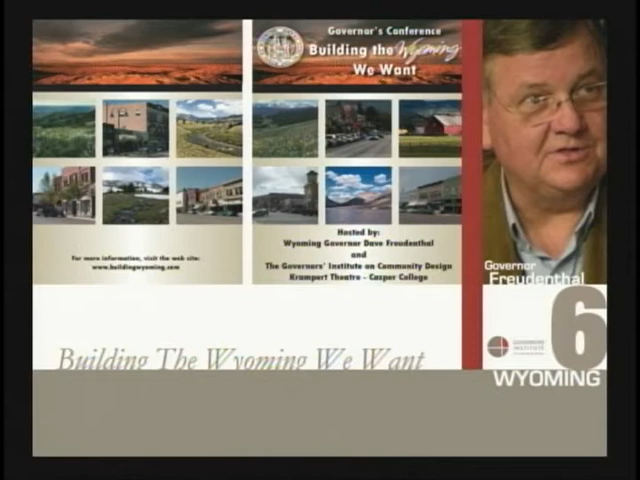 Governor's Conference
Building the Wyoming
We Want
For more information, visit the web site:
www.buildingwyoming.com
Hosted by:
Wyoming Governor Dave Freudenthal
and
The Governors' Institute on Community Design
Krampert Theatre - Casper College
Governor
Freudenthal
6
GOVERNORS'
INSTITUTE
WYOMING
Building The Wyoming We Want